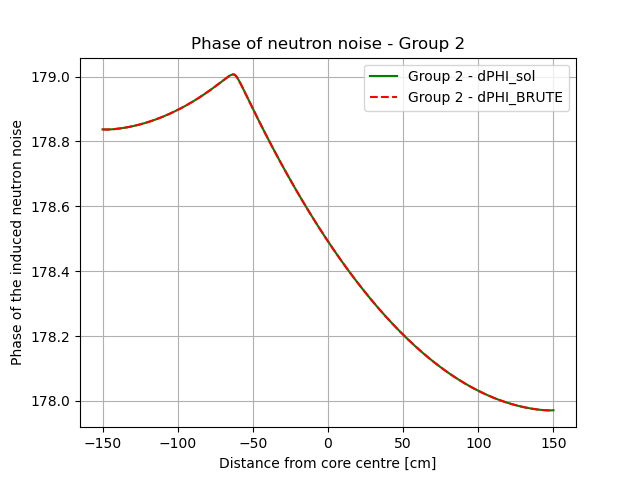 Phase of neutron noise - Group 2
Group 2 - dPHI_sol
Group 2 - dPHI_BRUTE
Phase of the induced neutron noise
179.0
178.8
178.6
178.4
178.2
178.0
−150
−100
−50
0
50
100
150
Distance from core centre [cm]